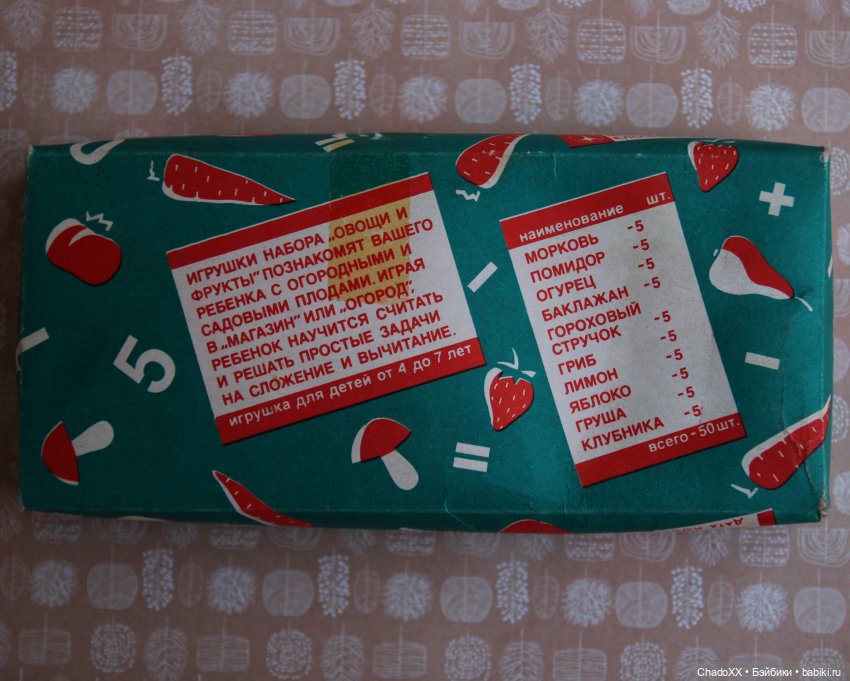 ИГРУШКИ НАБОРА „ОВОЩИ И
ФРУКТЫ" ПОЗНАКОМЯТ ВАШЕГО
РЕБЕНКА С ОГОРОДНЫМИ И
САДОВЫМИ ПЛОДАМИ. ИГРАЯ
В „МАГАЗИН" ИЛИ „ОГОРОД",
РЕБЕНОК НАУЧИТСЯ СЧИТАТЬ
И РЕШАТЬ ПРОСТЫЕ ЗАДАЧИ
НА СЛОЖЕНИЕ И ВЫЧИТАНИЕ.
игрушка для детей от 4 до 7 лет
наименование шт.
МОРКОВЬ -5
ПОМИДОР -5
ОГУРЕЦ -5
БАКЛАЖАН -5
ГОРОХОВЫЙ
СТРУЧОК -5
ГРИБ -5
ЛИМОН -5
ЯБЛОКО -5
ГРУША -5
КЛУБНИКА -5
всего - 50 шт.
+
-
5
=
-
ChadoXX • Бэйбики • babiki.ru